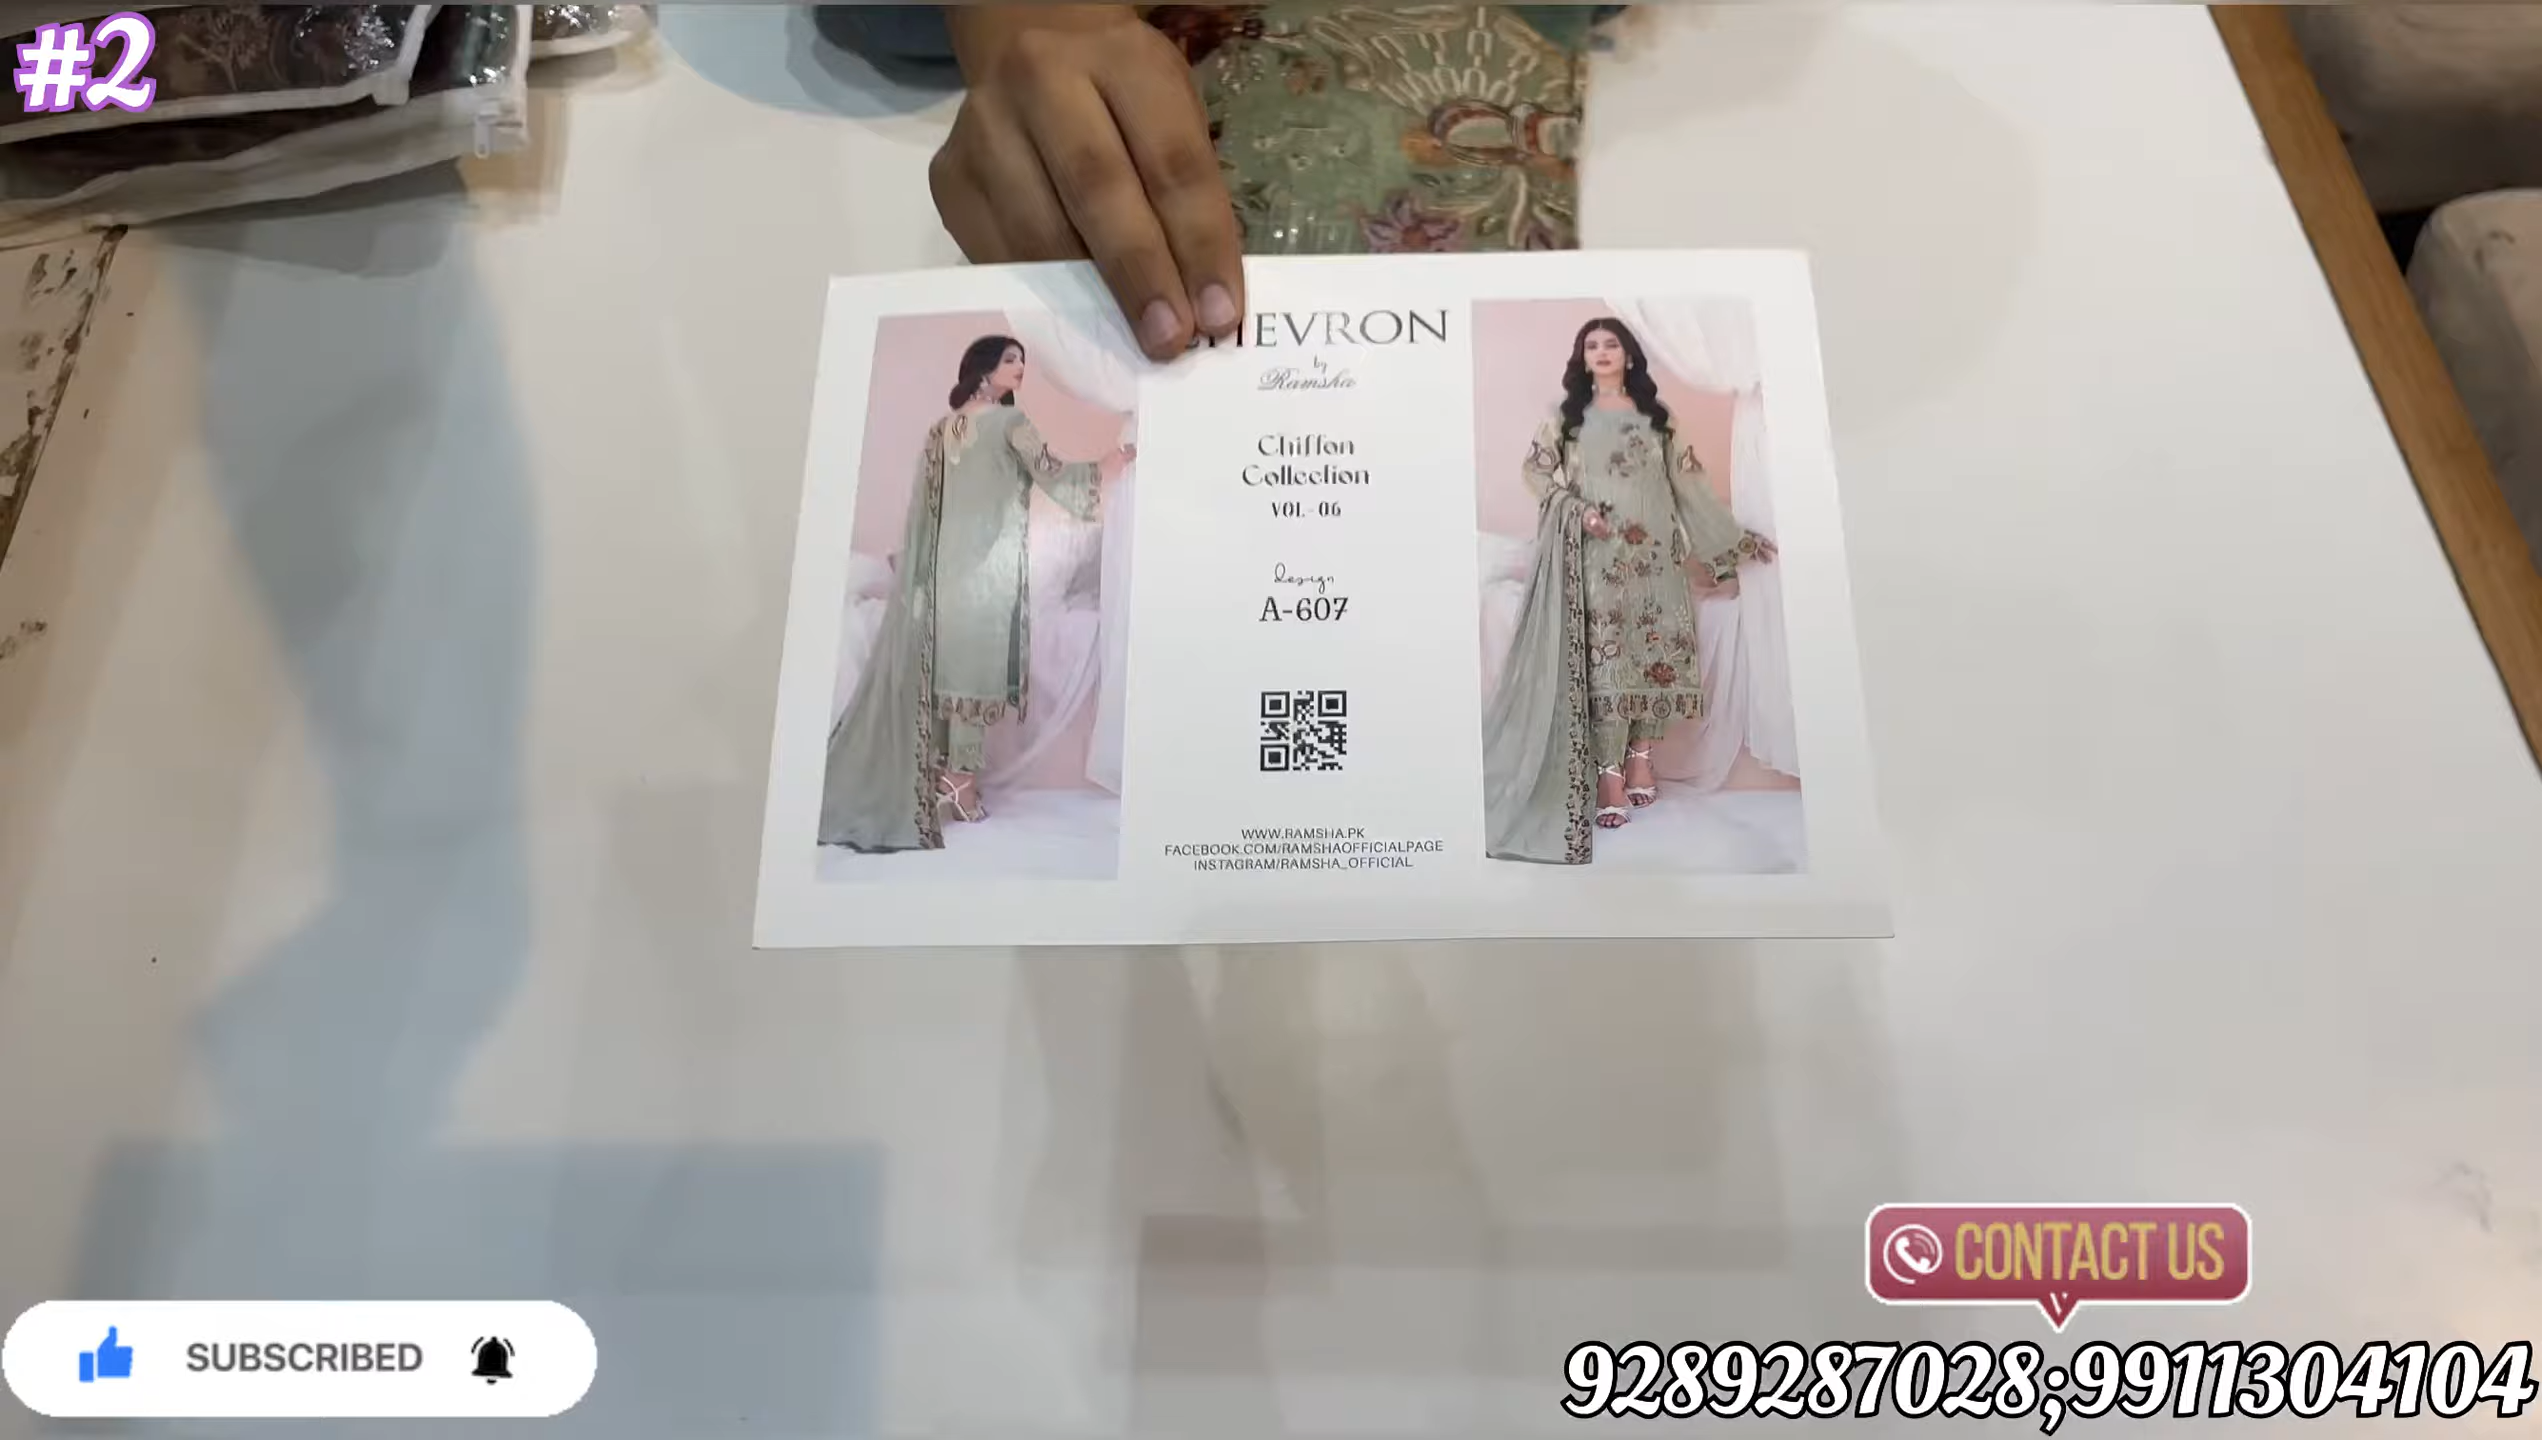 #2
CHEVRON
by
Ramsha
Chiffon
Collection
VOL-06
design
A-607
WWW.RAMSHA.PK
FACEBOOK.COM/RAMSHAOFFICIALPAGE
INSTAGRAM/RAMSHA_OFFICIAL
CONTACT US
SUBSCRIBED
9289287028;9911304104